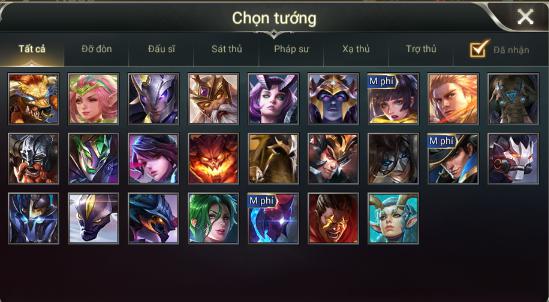 Chọn tướng
Tất cả Đỡ đòn Đấu sĩ Sát thủ Pháp sư Xạ thủ Trợ thủ Đã nhận
M phí
M phí
M phí